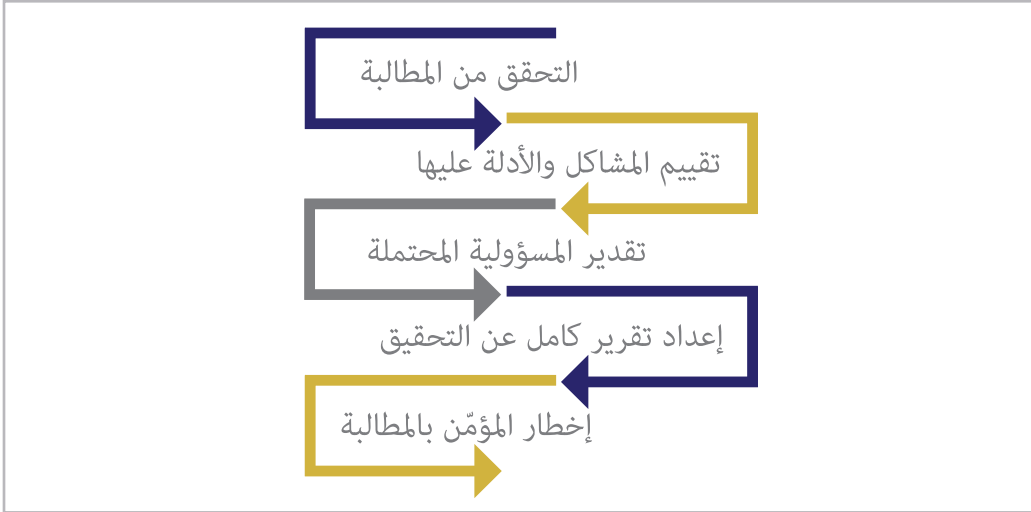 التحقق من المطالبة
تقييم المشاكل والأدلة عليها
تقدير المسؤولية المحتملة
إعداد تقرير كامل عن التحقيق
إخطار المؤمّن بالمطالبة